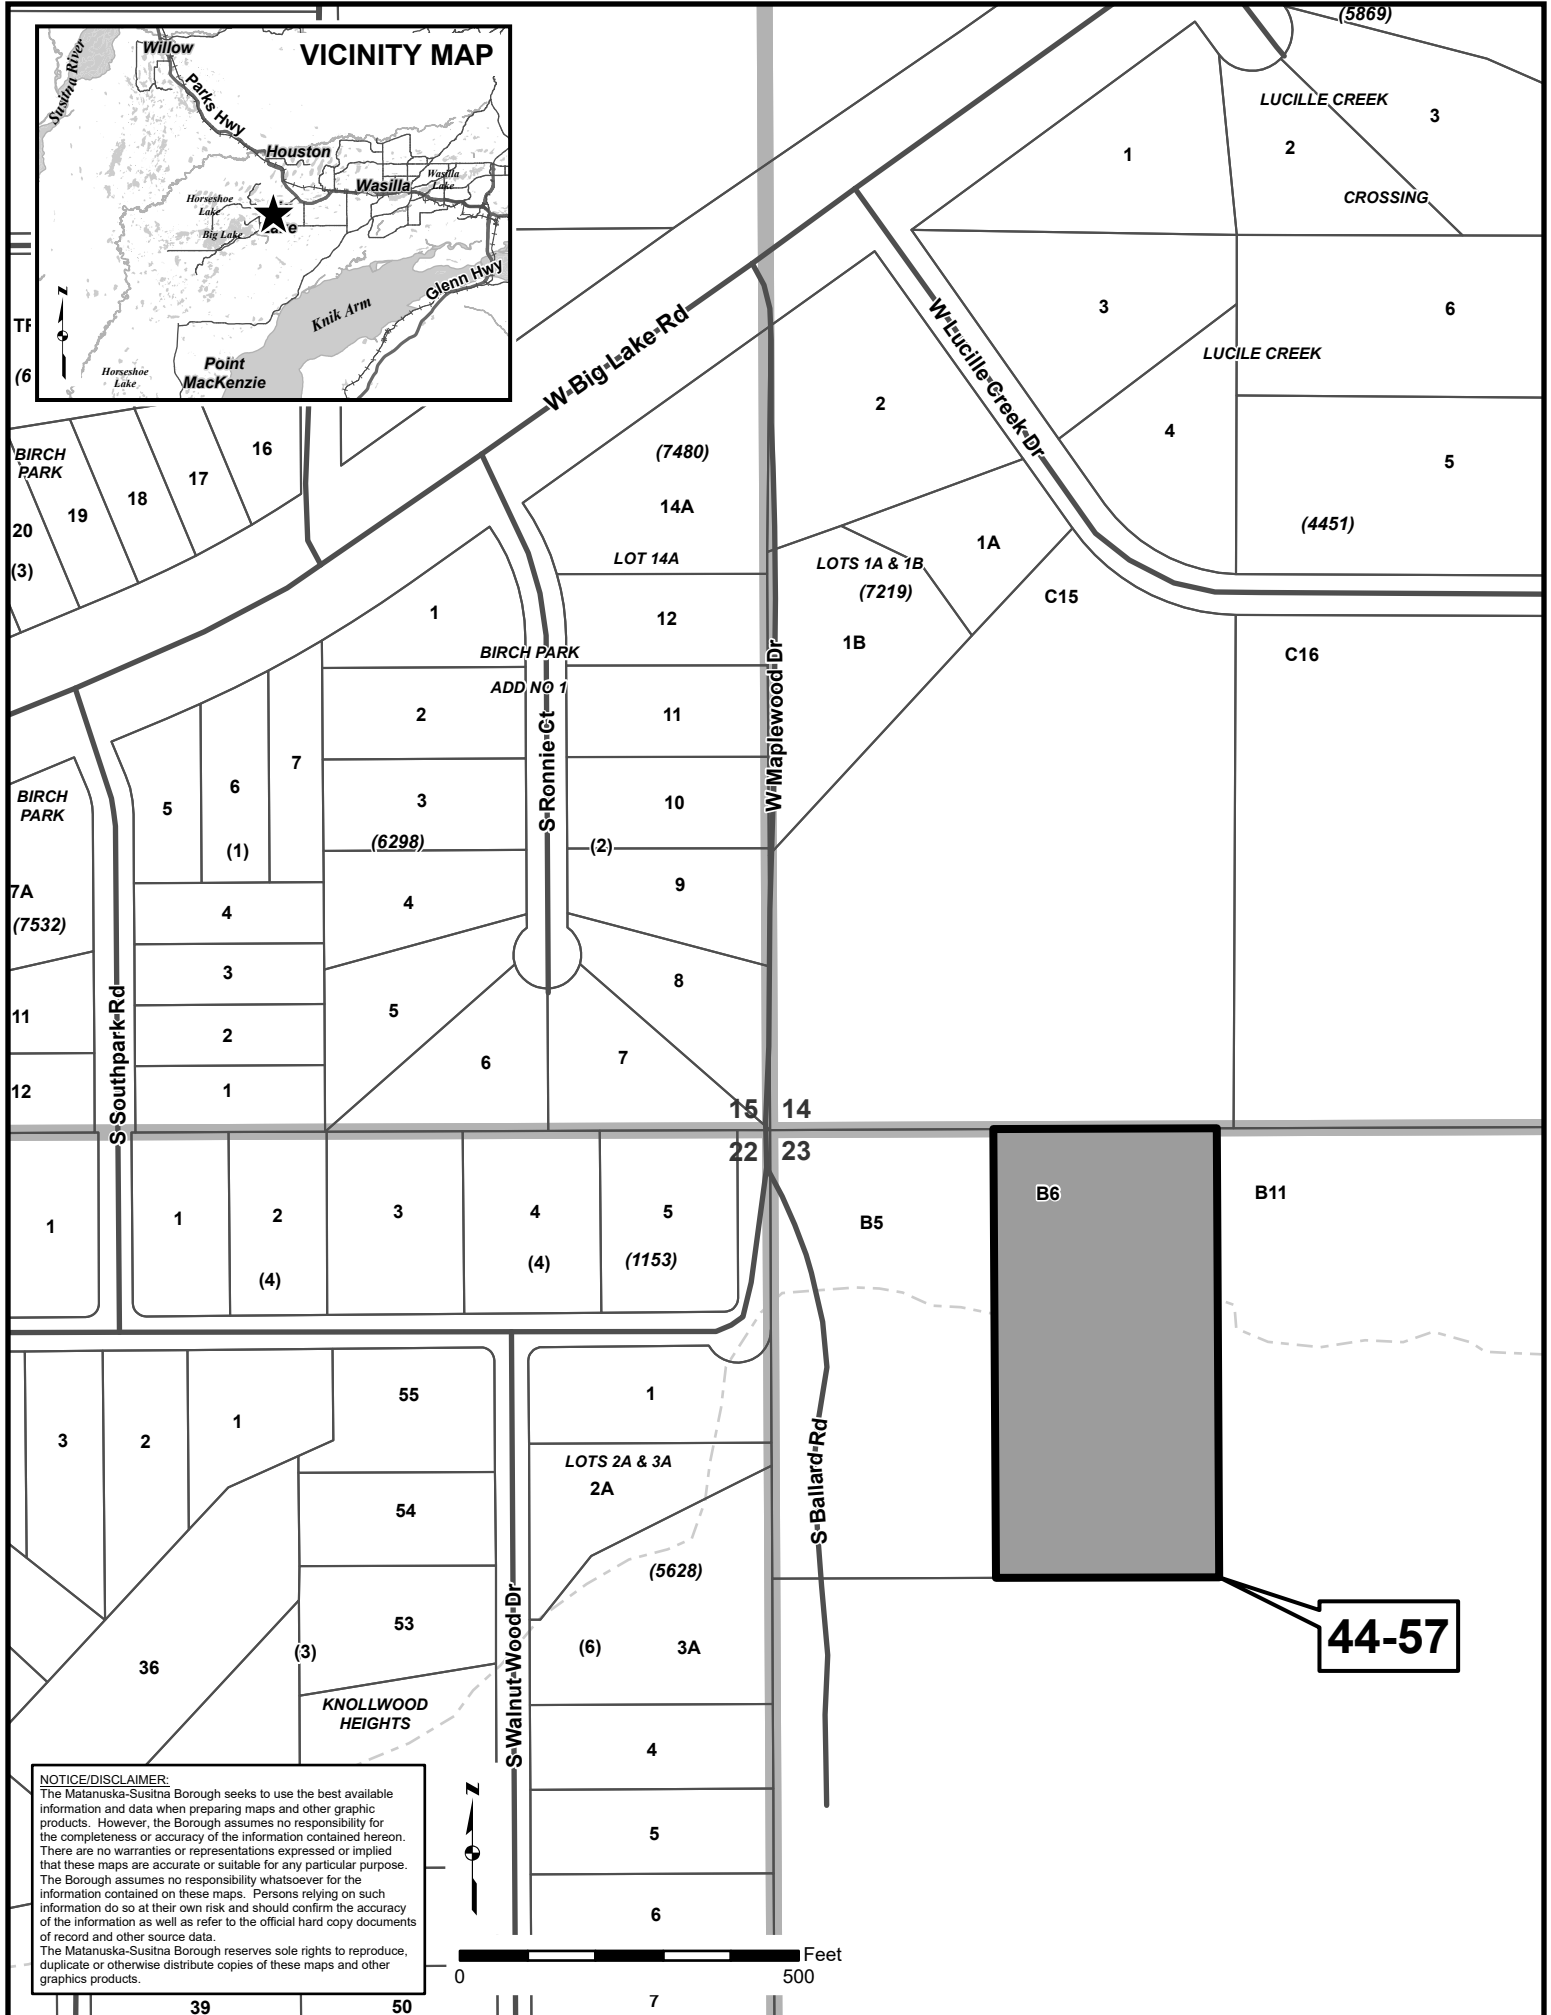 (5869)
VICINITY MAP
Willow
Susitna River
Parks Hwy
Houston
Wasilla
Wasilla
Lake
Horseshoe
Lake
Big Lake
Knik Arm
Glenn Hwy
Point
MacKenzie
Horseshoe
Lake
z
LUCILLE CREEK
3
1
2
CROSSING
W Big Lake Rd
W Lucille Creek Dr
3
6
LUCILE CREEK
2
4
5
(4451)
BIRCH
PARK
16
17
18
19
20
(3)
(7480)
14A
LOT 14A
1A
LOTS 1A & 1B
(7219)
1B
C15
C16
1
12
BIRCH PARK
ADD NO 1
2
11
S Ronnie Ct
W Maplewood Dr
7
6
5
(1)
3
10
(6298)
(2)
BIRCH
PARK
7A
(7532)
4
4
9
3
8
11
2
5
S Southpark Rd
6
7
12
1
15
14
22
23
B6
B11
B5
1
1
2
3
4
5
(4)
(4)
(1153)
55
1
1
3
2
LOTS 2A & 3A
2A
54
S Ballard Rd
(5628)
53
(3)
(6)
3A
36
S Walnut Wood Dr
44-57
KNOLLWOOD
HEIGHTS
4
5
6
7
39
50
NOTICE/DISCLAIMER:
The Matanuska-Susitna Borough seeks to use the best available
information and data when preparing maps and other graphic
products. However, the Borough assumes no responsibility for
the completeness or accuracy of the information contained hereon.
There are no warranties or representations expressed or implied
that these maps are accurate or suitable for any particular purpose.
The Borough assumes no responsibility whatsoever for the
information contained on these maps. Persons relying on such
information do so at their own risk and should confirm the accuracy
of the information as well as refer to the official hard copy documents
of record and other source data.
The Matanuska-Susitna Borough reserves sole rights to reproduce,
duplicate or otherwise distribute copies of these maps and other
graphics products.
z
Feet
0
500